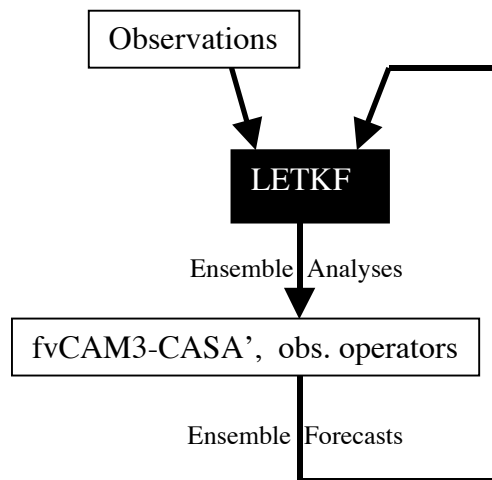 Observations
LETKF
Ensemble Analyses
fvCAM3-CASA’, obs. operators
Ensemble Forecasts